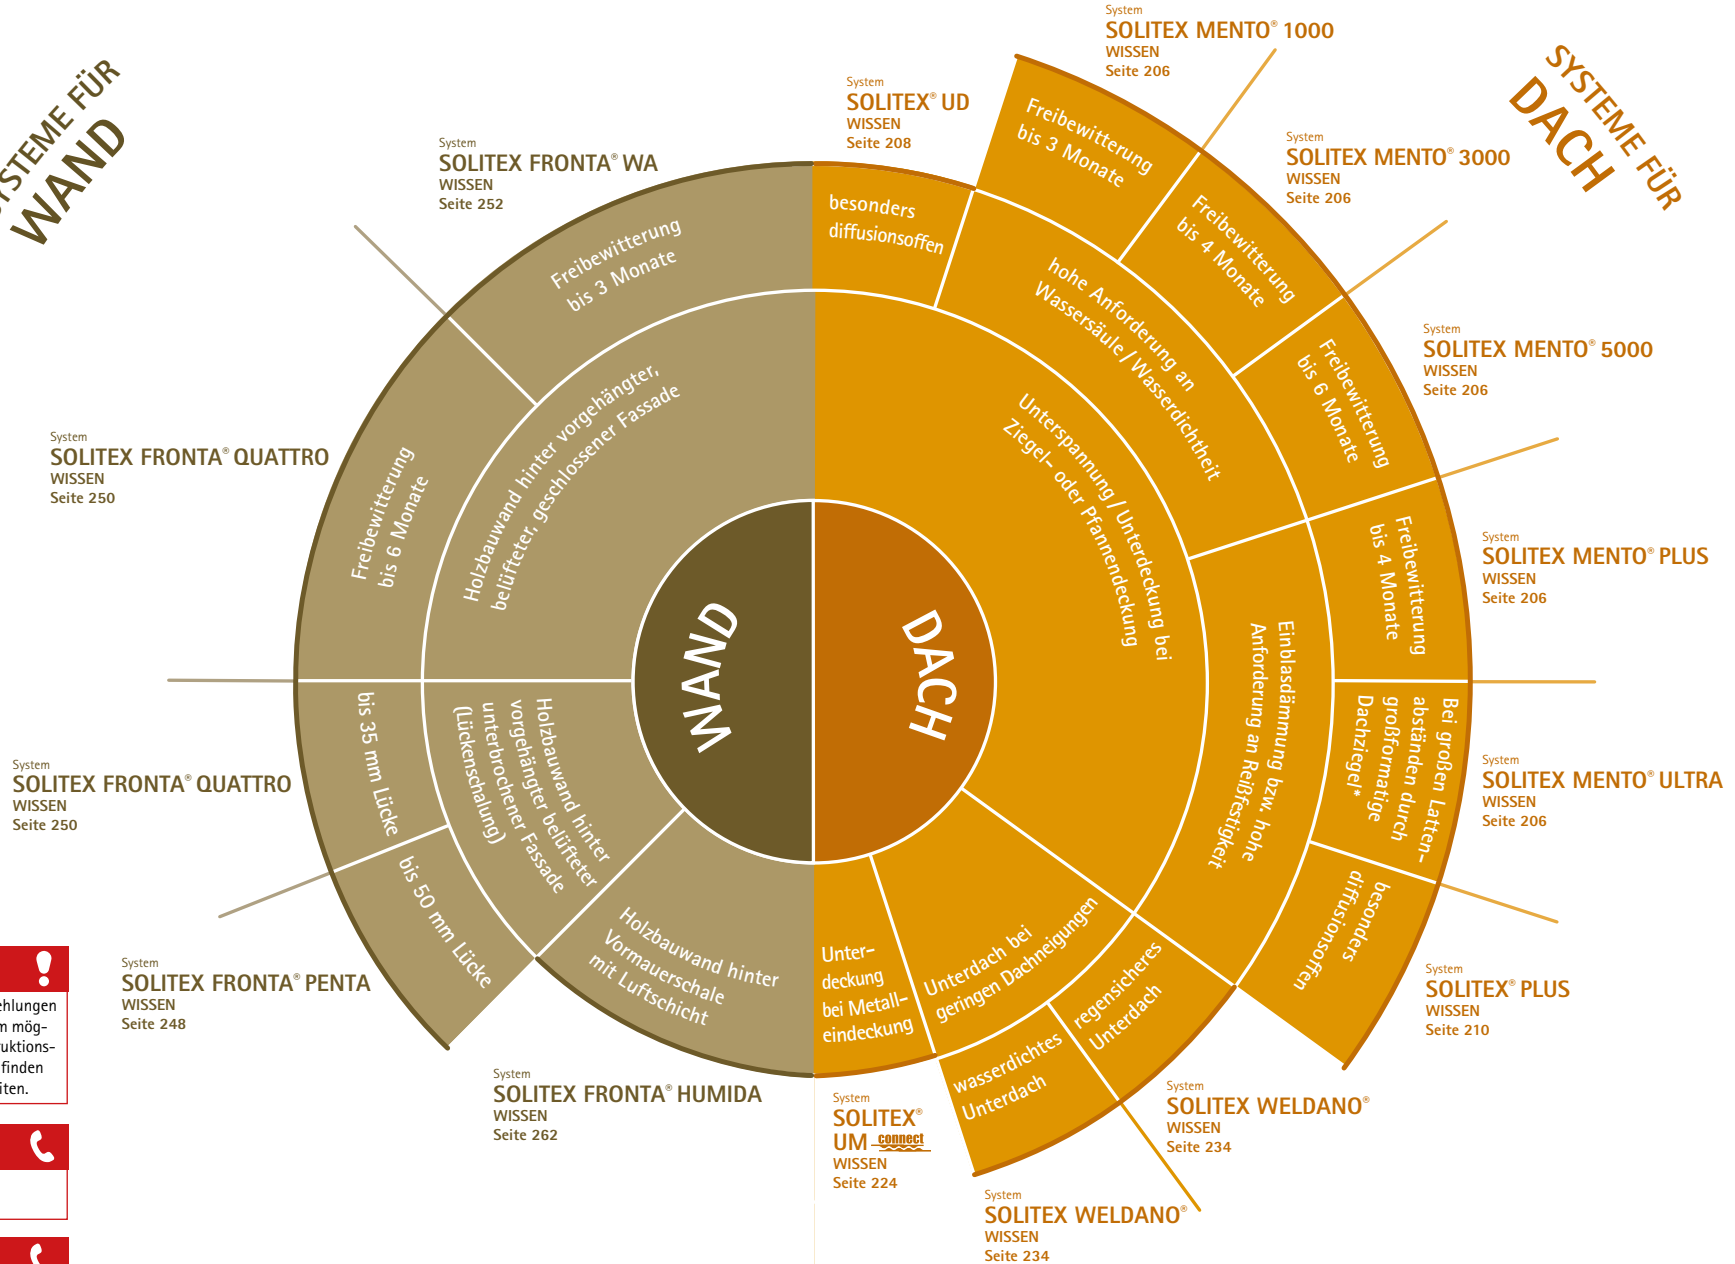 SYSTEME FÜR
WAND
System
SOLITEX FRONTA® WA
WISSEN
Seite 252
System
SOLITEX FRONTA® QUATTRO
WISSEN
Seite 250
System
SOLITEX FRONTA® QUATTRO
WISSEN
Seite 250
System
SOLITEX FRONTA® PENTA
WISSEN
Seite 248
System
SOLITEX FRONTA® HUMIDA
WISSEN
Seite 262
Freibewitterung
bis 3 Monate
Freibewitterung
bis 6 Monate
Holzbauwand hinter vorgehängter,
belüfteter, geschlossener Fassade
bis 35 mm Lücke
bis 50 mm Lücke
Holzbauwand hinter
vorgehängter belüfteter
unterbrochener Fassade
(Lückenschalung)
Holzbauwand hinter
Vormauerschale
mit Luftschicht
WAND
DACH
SYSTEME FÜR
DACH
System
SOLITEX® UD
WISSEN
Seite 208
System
SOLITEX MENTO® 1000
WISSEN
Seite 206
System
SOLITEX MENTO® 3000
WISSEN
Seite 206
System
SOLITEX MENTO® 5000
WISSEN
Seite 206
System
SOLITEX MENTO® PLUS
WISSEN
Seite 206
System
SOLITEX MENTO® ULTRA
WISSEN
Seite 206
System
SOLITEX® PLUS
WISSEN
Seite 210
System
SOLITEX WELDANO®
WISSEN
Seite 234
System
SOLITEX WELDANO®
WISSEN
Seite 234
System
SOLITEX®
UM connect
WISSEN
Seite 224
besonders
diffusionsoffen
Freibewitterung
bis 3 Monate
Freibewitterung
bis 4 Monate
Freibewitterung
bis 6 Monate
hohe Anforderung an
Wassersäule / Wasserdichtheit
Unterspannung / Unterdeckung bei
Ziegel- oder Pfannendeckung
Freibewitterung
bis 4 Monate
Bei großen Latten-
abständen durch
großformatige
Dachziegel*
besonders
diffusionsoffen
Einblasdämmung bzw. hohe
Anforderung an Reißfestigkeit
regensicheres
Unterdach
wasserdichtes
Unterdach
Unterdach bei
geringen Dachneigungen
Unter-
deckung
bei Metall-
eindeckung
finden